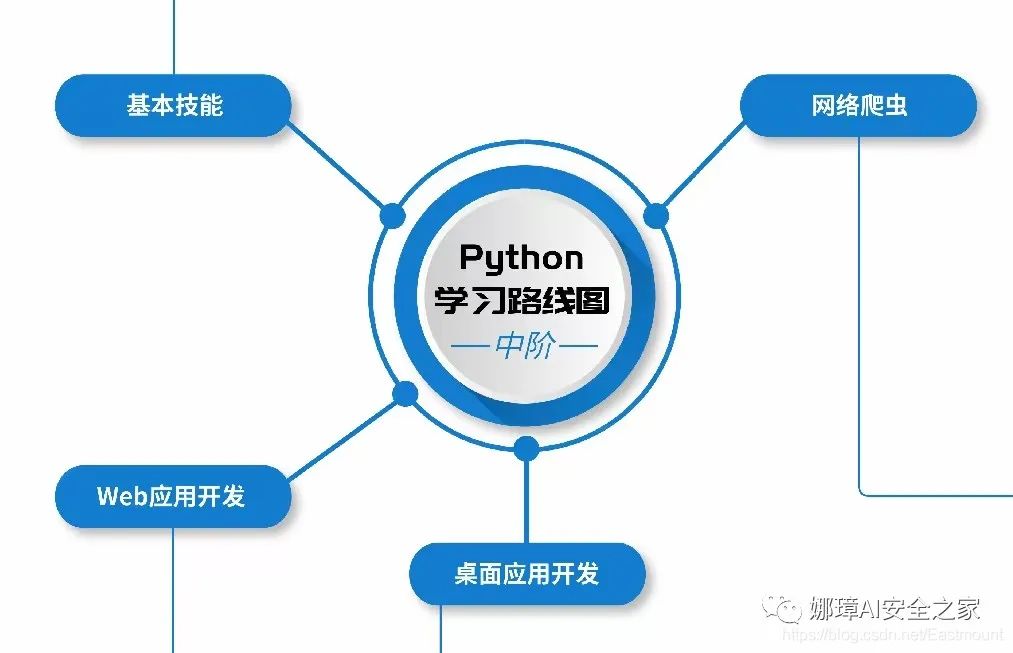 基本技能
网络爬虫
Python
学习路线图
中阶
Web应用开发
桌面应用开发
娜璋AI安全之家
https://blog.csdn.net/Eastmount